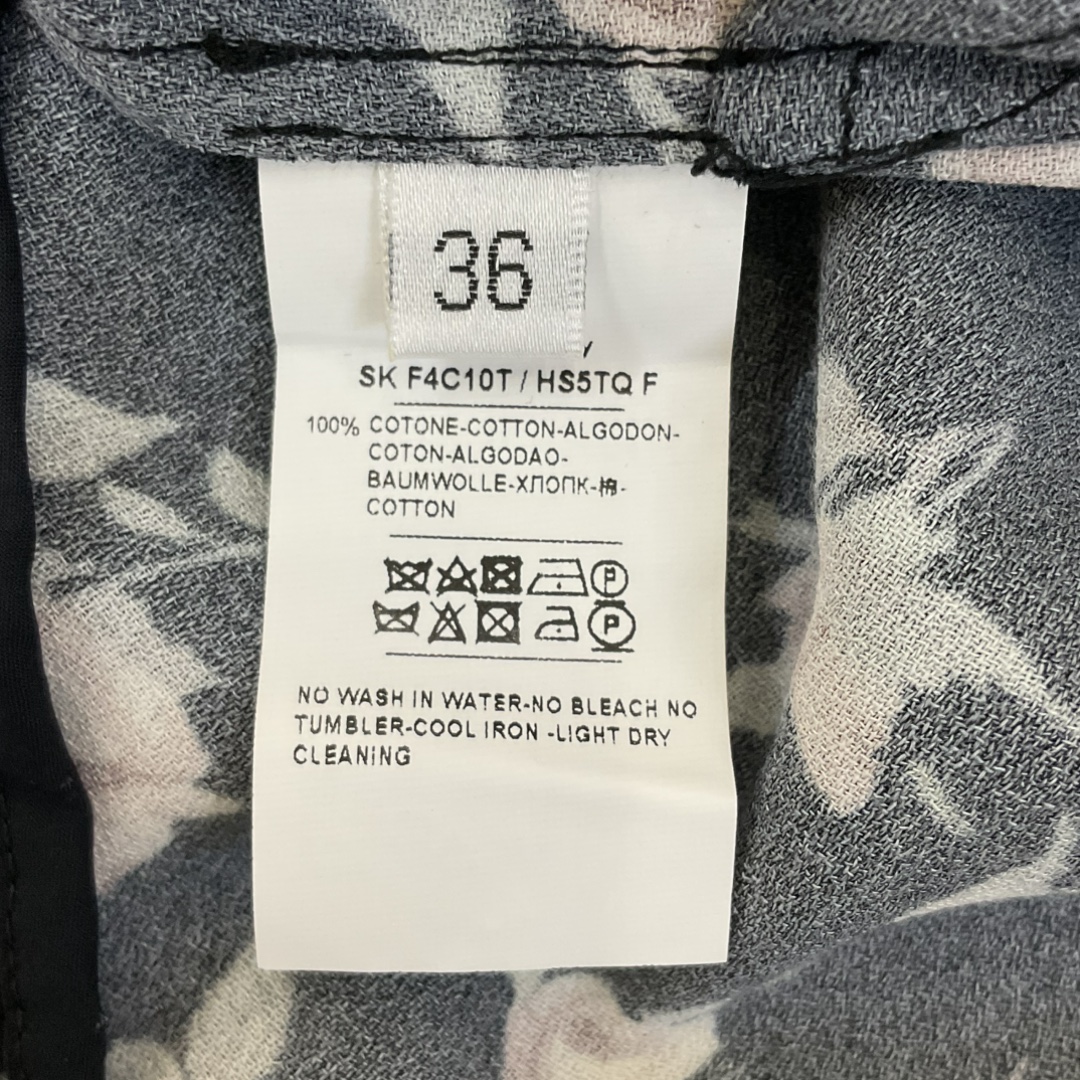 36
SK F4C10T / HS5TQ F
100% COTONE-COTTON-ALGODON-
COTON-ALGODAO-
BAUMWOLLE-ХЛОПК-棉-
COTTON
P
P
NO WASH IN WATER-NO BLEACH NO
TUMBLER-COOL IRON -LIGHT DRY
CLEANING